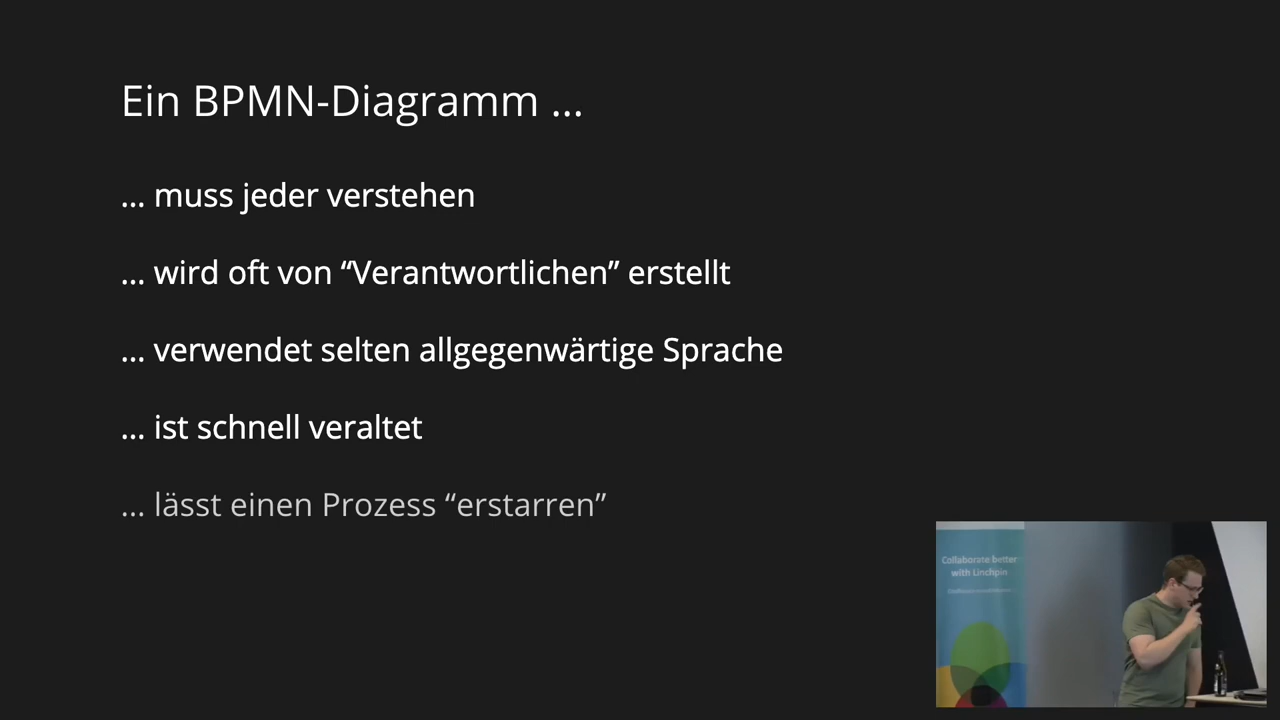 Ein BPMN-Diagramm ...
... muss jeder verstehen
... wird oft von “Verantwortlichen” erstellt
... verwendet selten allgegenwärtige Sprache
... ist schnell veraltet
... lässt einen Prozess “erstarren”
Collaborate better
with Linchpin